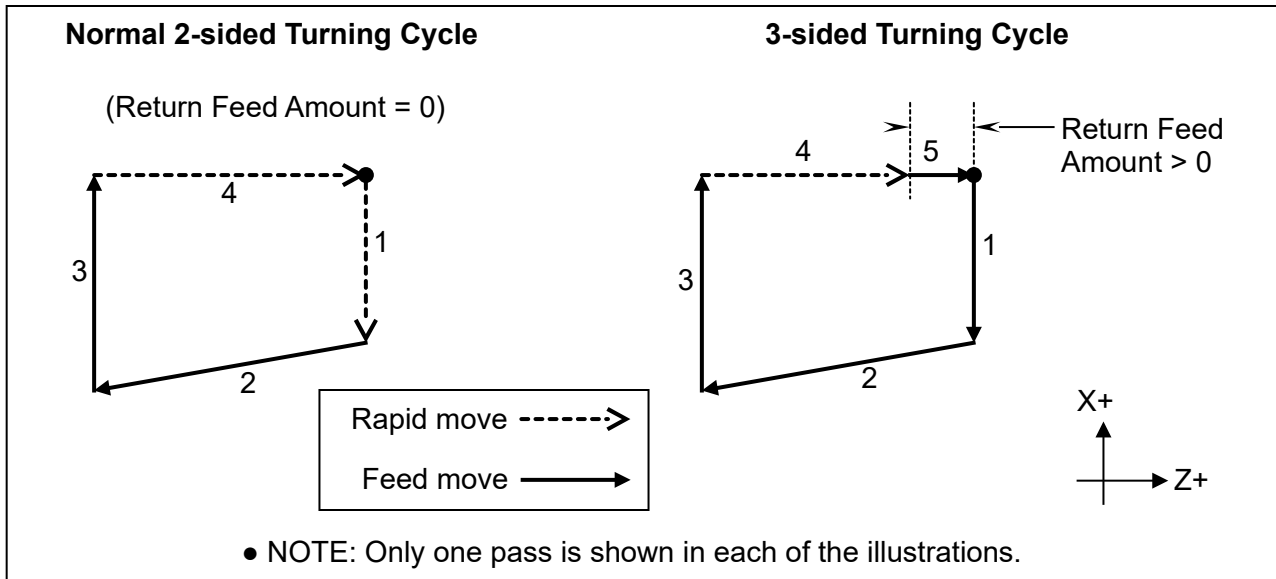 Normal 2-sided Turning Cycle
(Return Feed Amount = 0)
4
1
3
2
3-sided Turning Cycle
Return Feed
Amount > 0
4
5
1
3
2
Rapid move
Feed move
X+
Z+
● NOTE: Only one pass is shown in each of the illustrations.